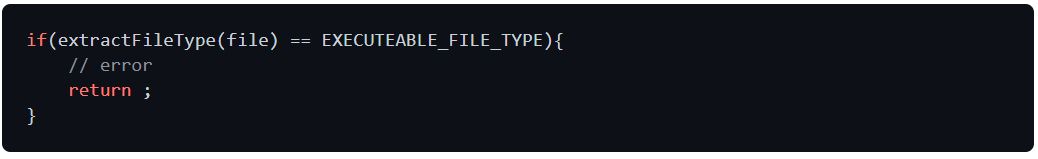 if(extractFileType(file) == EXECUTEABLE_FILE_TYPE){
    // error
    return ;
}